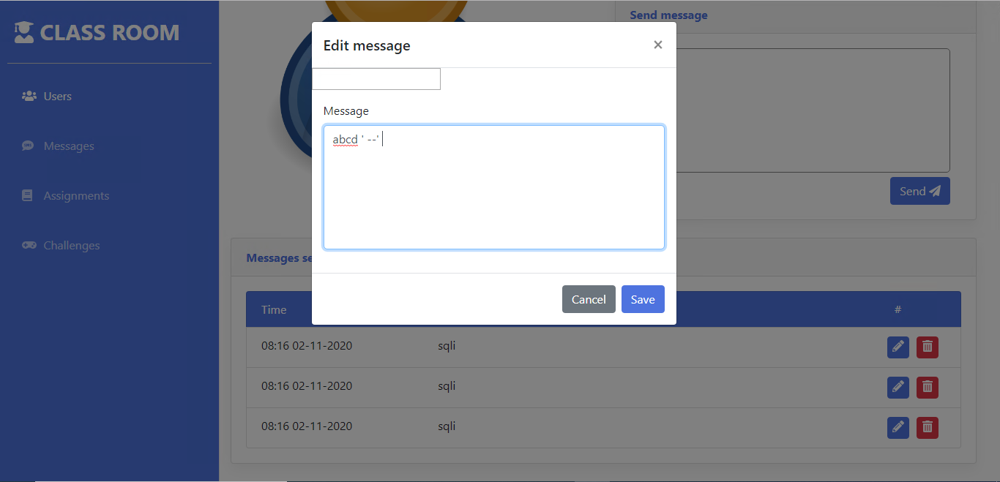 CLASS ROOM
Users
Messages
Assignments
Challenges
Send message
Send
Edit message
×
Message
abcd ' --'
Cancel
Save
Messages se
Time #
08:16 02-11-2020 sqli
08:16 02-11-2020 sqli
08:16 02-11-2020 sqli